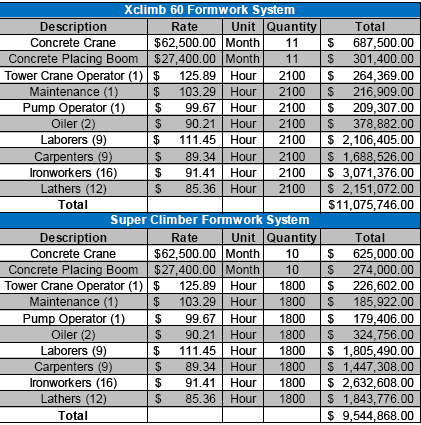 Xclimb 60 Formwork System
Description Rate Unit Quantity Total
Concrete Crane $62,500.00 Month 11 $ 687,500.00
Concrete Placing Boom $27,400.00 Month 11 $ 301,400.00
Tower Crane Operator (1) $ 125.89 Hour 2100 $ 264,369.00
Maintenance (1) $ 103.29 Hour 2100 $ 216,909.00
Pump Operator (1) $ 99.67 Hour 2100 $ 209,307.00
Oiler (2) $ 90.21 Hour 2100 $ 378,882.00
Laborers (9) $ 111.45 Hour 2100 $ 2,106,405.00
Carpenters (9) $ 89.34 Hour 2100 $ 1,688,526.00
Ironworkers (16) $ 91.41 Hour 2100 $ 3,071,376.00
Lathers (12) $ 85.36 Hour 2100 $ 2,151,072.00
Total $11,075,746.00
Super Climber Formwork System
Description Rate Unit Quantity Total
Concrete Crane $62,500.00 Month 10 $ 625,000.00
Concrete Placing Boom $27,400.00 Month 10 $ 274,000.00
Tower Crane Operator (1) $ 125.89 Hour 1800 $ 226,602.00
Maintenance (1) $ 103.29 Hour 1800 $ 185,922.00
Pump Operator (1) $ 99.67 Hour 1800 $ 179,406.00
Oiler (2) $ 90.21 Hour 1800 $ 324,756.00
Laborers (9) $ 111.45 Hour 1800 $ 1,805,490.00
Carpenters (9) $ 89.34 Hour 1800 $ 1,447,308.00
Ironworkers (16) $ 91.41 Hour 1800 $ 2,632,608.00
Lathers (12) $ 85.36 Hour 1800 $ 1,843,776.00
Total $ 9,544,868.00